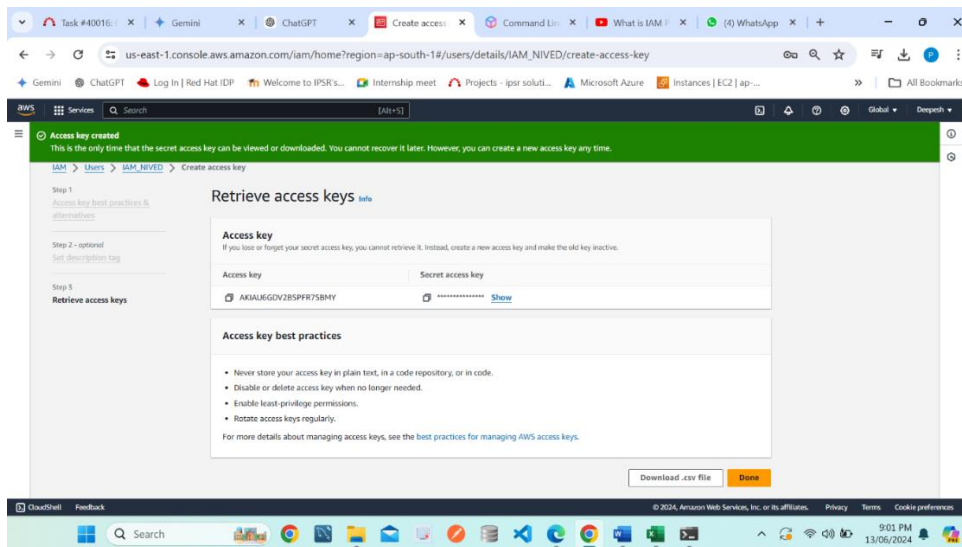 Task #40016:
Gemini
ChatGPT
Create access
Command Lin
What is IAM
(4) WhatsApp
us-east-1.console.aws.amazon.com/iam/home?region=ap-south-1#/users/details/IAM_NIVED/create-access-key
Gemini
ChatGPT
Log In | Red Hat IDP
Welcome to IPSR's...
Internship meet
Projects - ipsr soluti...
Microsoft Azure
Instances | EC2 | ap-...
»
All Bookmarks
aws
Services
Search
[Alt+S]
Global
Deepesh
Access key created
This is the only time that the secret access key can be viewed or downloaded. You cannot recover it later. However, you can create a new access key any time.
IAM > Users > IAM_NIVED > Create access key
Step 1
Access key best practices &
alternatives
Step 2 - optional
Set description tag
Step 3
Retrieve access keys
Retrieve access keys Info
Access key
If you lose or forget your secret access key, you cannot retrieve it. Instead, create a new access key and make the old key inactive.
Access key
Secret access key
AKIAU6GDV2BSPFR7SBMY
*************** Show
Access key best practices
• Never store your access key in plain text, in a code repository, or in code.
• Disable or delete access key when no longer needed.
• Enable least-privilege permissions.
• Rotate access keys regularly.
For more details about managing access keys, see the best practices for managing AWS access keys.
Download .csv file
Done
CloudShell
Feedback
© 2024, Amazon Web Services, Inc. or its affiliates.
Privacy
Terms
Cookie preferences
Search
9:01 PM
13/06/2024